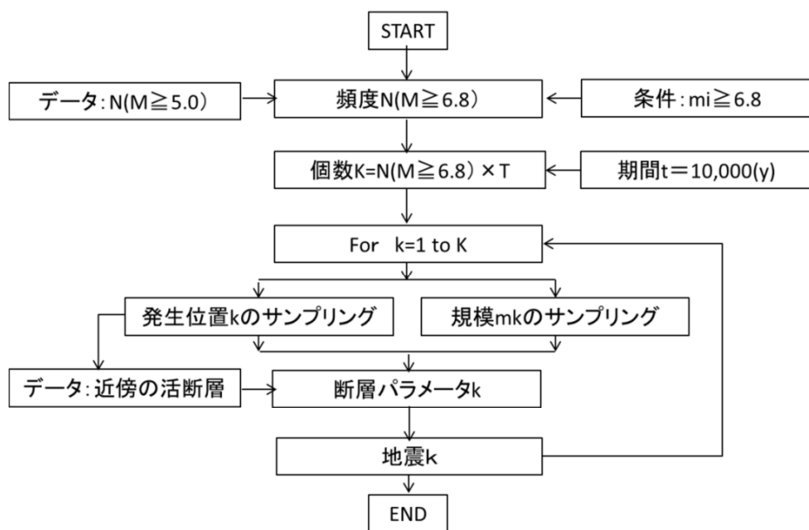 START
データ：N(M≧5.0）
頻度N(M≧6.8）
条件：mi≧6.8
個数K=N(M≧6.8）×T
期間t＝10,000(y)
For k=1 to K
発生位置kのサンプリング
規模mkのサンプリング
データ：近傍の活断層
断層パラメータk
地震k
END